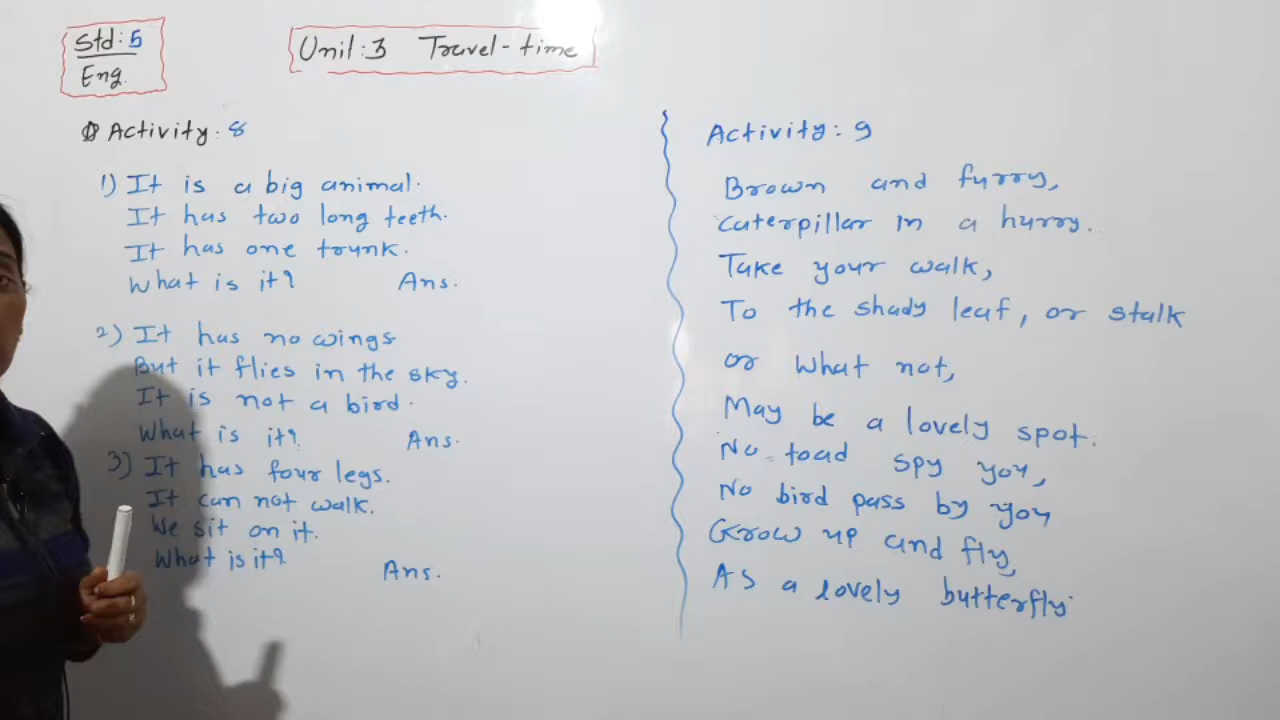 Std: 5
Eng.
Unit: 3 Travel-time
Activity: 8
1) It is a big animal.
It has two long teeth.
It has one trunk.
What is it? Ans.
2) It has no wings
But it flies in the sky.
It is not a bird.
What is it? Ans.
3) It has four legs.
It can not walk.
We sit on it.
What is it? Ans.
Activity: 9
Brown and furry,
caterpillar in a hurry.
Take your walk,
To the shady leaf, or stalk
or what not,
May be a lovely spot.
No toad spy you,
No bird pass by you
Grow up and fly,
As a lovely butterfly